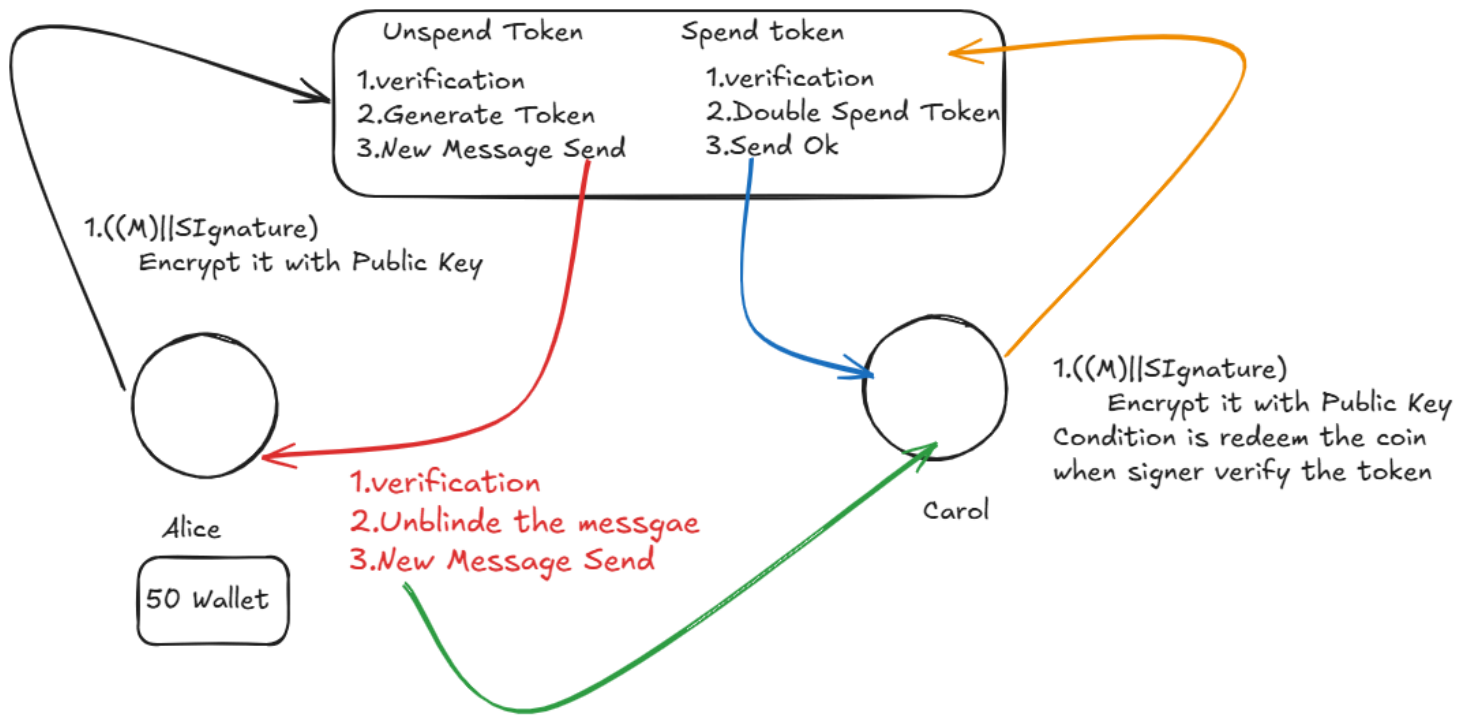 Unspend Token
1.verification
2.Generate Token
3.New Message Send
Spend token
1.verification
2.Double Spend Token
3.Send Ok
1.((M)||SIgnature)
Encrypt it with Public Key
1.((M)||SIgnature)
Encrypt it with Public Key
Condition is redeem the coin
when signer verify the token
1.verification
2.Unblinde the messgae
3.New Message Send
Carol
Alice
50 Wallet